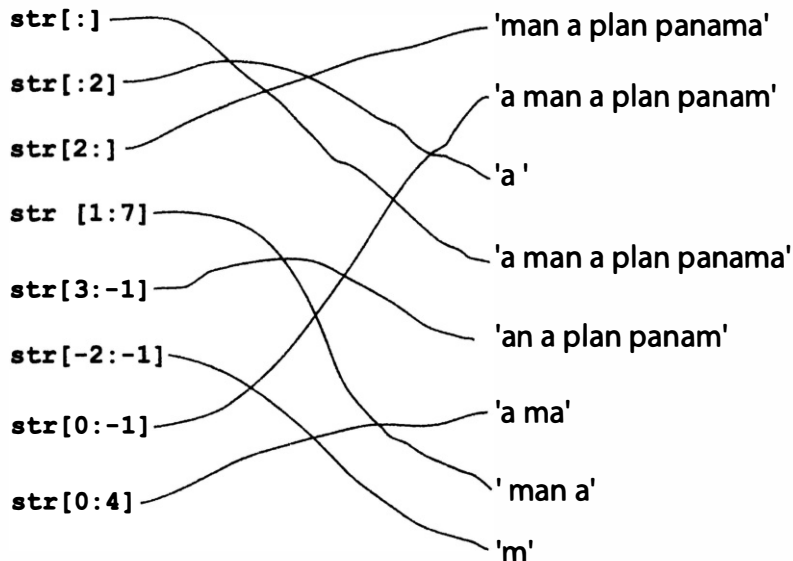 str[:]
str[:2]
str[2:]
str [1:7]
str[3:-1]
str[-2:-1]
str[0:-1]
str[0:4]
'man a plan panama'
'a man a plan panam'
'a '
'a man a plan panama'
'an a plan panam'
'a ma'
' man a'
'm'